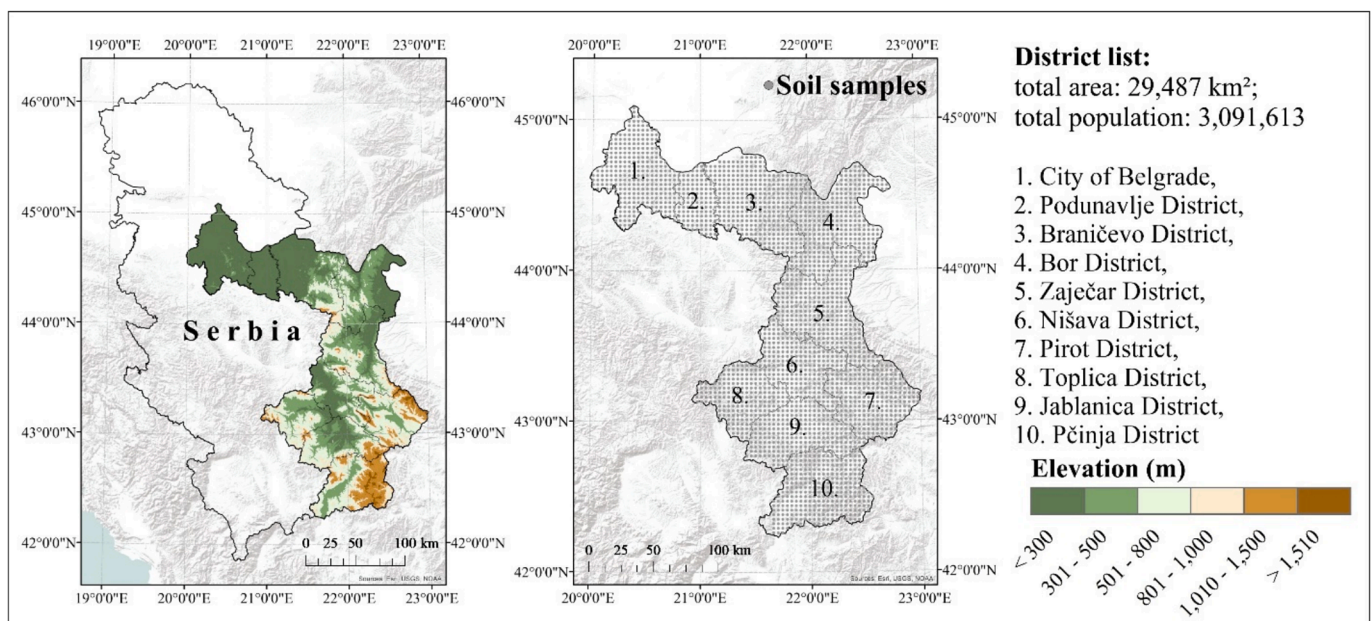 19°0'0"E 20°0'0"E 21°0'0"E 22°0'0"E 23°0'0"E
46°0'0"N 46°0'0"N
45°0'0"N 45°0'0"N
44°0'0"N 44°0'0"N
43°0'0"N 43°0'0"N
42°0'0"N 42°0'0"N
Serbia
0 25 50 100 km
Sources: Esri, USGS, NOAA
19°0'0"E 20°0'0"E 21°0'0"E 22°0'0"E 23°0'0"E
20°0'0"E 21°0'0"E 22°0'0"E 23°0'0"E
Soil samples
45°0'0"N 45°0'0"N
44°0'0"N 44°0'0"N
43°0'0"N 43°0'0"N
42°0'0"N 42°0'0"N
1.
2.
3.
4.
5.
6.
7.
8.
9.
10.
0 25 50 100 km
Sources: Esri, USGS, NOAA
20°0'0"E 21°0'0"E 22°0'0"E 23°0'0"E
District list:
total area: 29,487 km²;
total population: 3,091,613
1. City of Belgrade,
2. Podunavlje District,
3. Braničevo District,
4. Bor District,
5. Zaječar District,
6. Nišava District,
7. Pirot District,
8. Toplica District,
9. Jablanica District,
10. Pčinja District
Elevation (m)
< 300
301 - 500
501 - 800
801 - 1,000
1,010 - 1,500
> 1,510